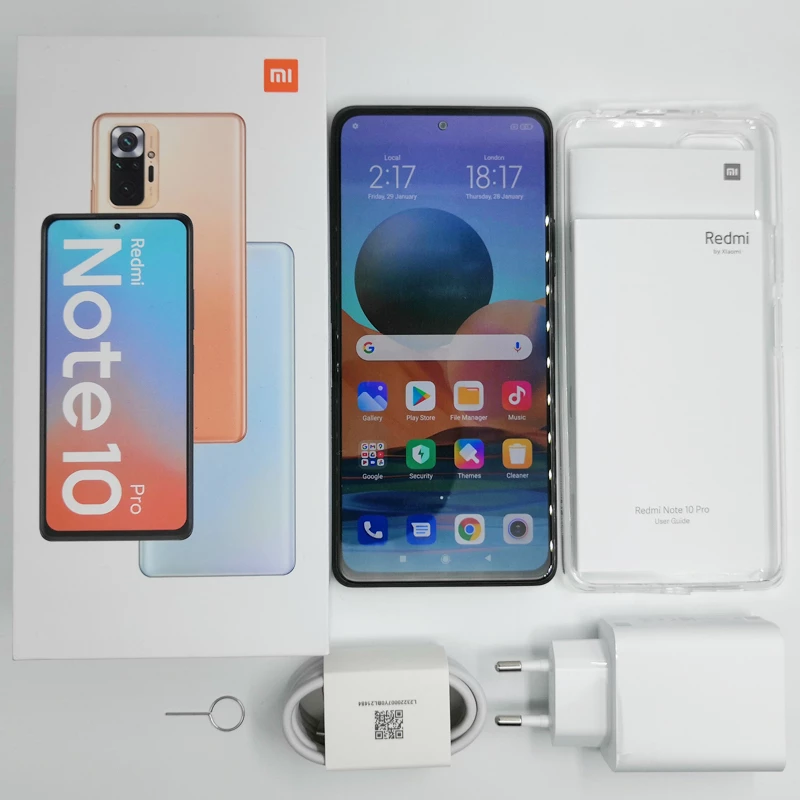 mi
Redmi
Note 10
Pro
Local
2:17
Friday, 29 January
London
18:17
Thursday, 28 January
G
Gallery
Play Store
File Manager
Music
Google
Security
Themes
Cleaner
mi
Redmi
by Xiaomi
Redmi Note 10 Pro
User Guide